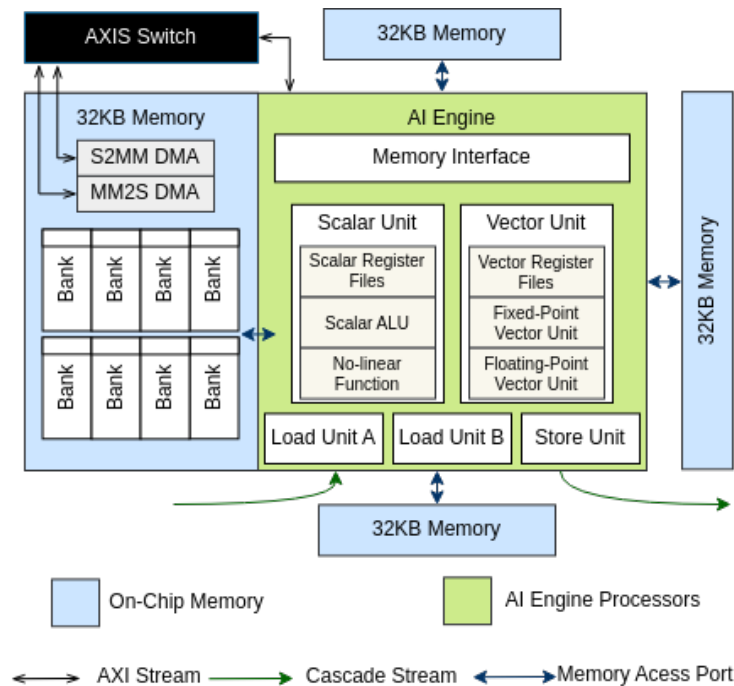 AXIS Switch
32KB Memory
32KB Memory
S2MM DMA
MM2S DMA
Bank
Bank
Bank
Bank
Bank
Bank
Bank
Bank
AI Engine
Memory Interface
Scalar Unit
Scalar Register
Files
Scalar ALU
No-linear
Function
Vector Unit
Vector Register
Files
Fixed-Point
Vector Unit
Floating-Point
Vector Unit
Load Unit A
Load Unit B
Store Unit
32KB Memory
32KB Memory
On-Chip Memory
AI Engine Processors
AXI Stream
Cascade Stream
Memory Acess Port